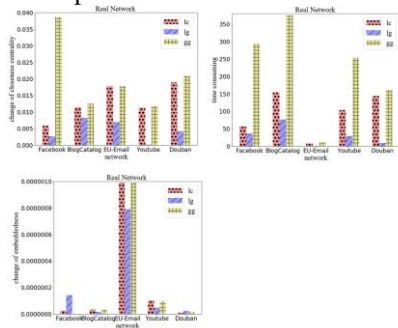 Real Network
change of closeness centrality
0.040
0.035
0.030
0.025
0.020
0.015
0.010
0.005
0.000
lc
lg
gg
Facebook BlogCatalog EU-Email Youtube Douban
network
Real Network
time consuming
350
300
250
200
150
100
50
0
lc
lg
gg
Facebook BlogCatalog EU-Email Youtube Douban
network
Real Network
change of embeddedness
0.0000010
0.0000008
0.0000006
0.0000004
0.0000002
0.0000000
lc
lg
gg
Facebook BlogCatalog EU-Email Youtube Douban
network